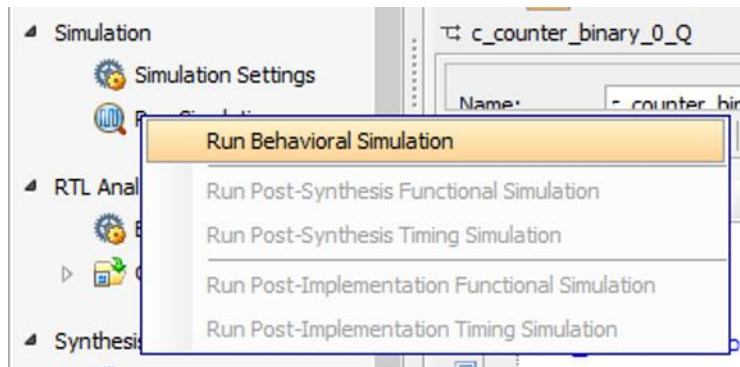 Simulation
c_counter_binary_0_Q
Simulation Settings
Name:
Run Behavioral Simulation
RTL Anal
Run Post-Synthesis Functional Simulation
Run Post-Synthesis Timing Simulation
Run Post-Implementation Functional Simulation
Run Post-Implementation Timing Simulation
Synthesis